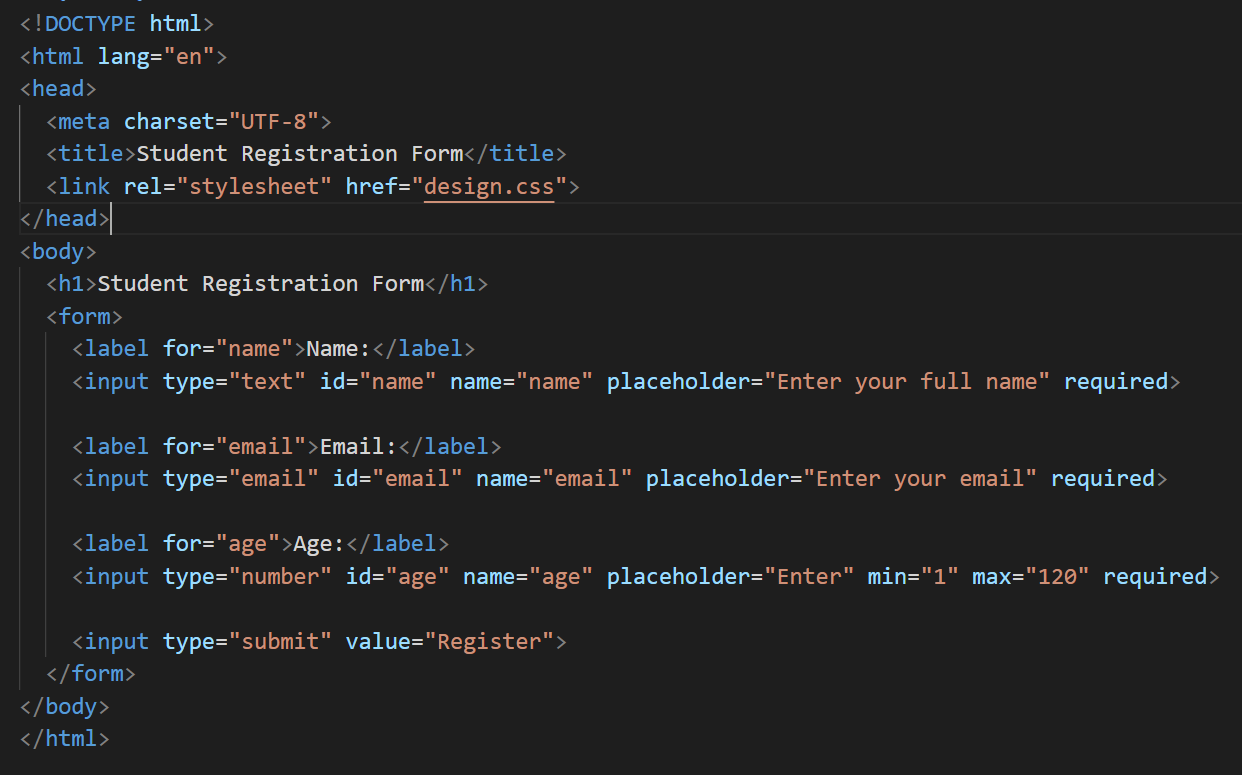 <!DOCTYPE html>
<html lang="en">
<head>
  <meta charset="UTF-8">
  <title>Student Registration Form</title>
  <link rel="stylesheet" href="design.css">
</head>
<body>
  <h1>Student Registration Form</h1>
  <form>
    <label for="name">Name:</label>
    <input type="text" id="name" name="name" placeholder="Enter your full name" required>

    <label for="email">Email:</label>
    <input type="email" id="email" name="email" placeholder="Enter your email" required>

    <label for="age">Age:</label>
    <input type="number" id="age" name="age" placeholder="Enter" min="1" max="120" required>

    <input type="submit" value="Register">
  </form>
</body>
</html>